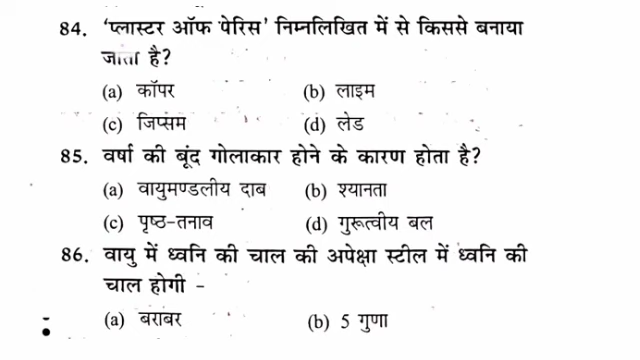 84. ‘प्लास्टर ऑफ पेरिस’ निम्नलिखित में से किससे बनाया
जाता है?
(a) कॉपर (b) लाइम
(c) जिप्सम (d) लेड
85. वर्षा की बूंद गोलाकार होने के कारण होता है?
(a) वायुमण्डलीय दाब (b) श्यानता
(c) पृष्ठ-तनाव (d) गुरूत्वीय बल
86. वायु में ध्वनि की चाल की अपेक्षा स्टील में ध्वनि की
चाल होगी -
(a) बराबर (b) 5 गुणा